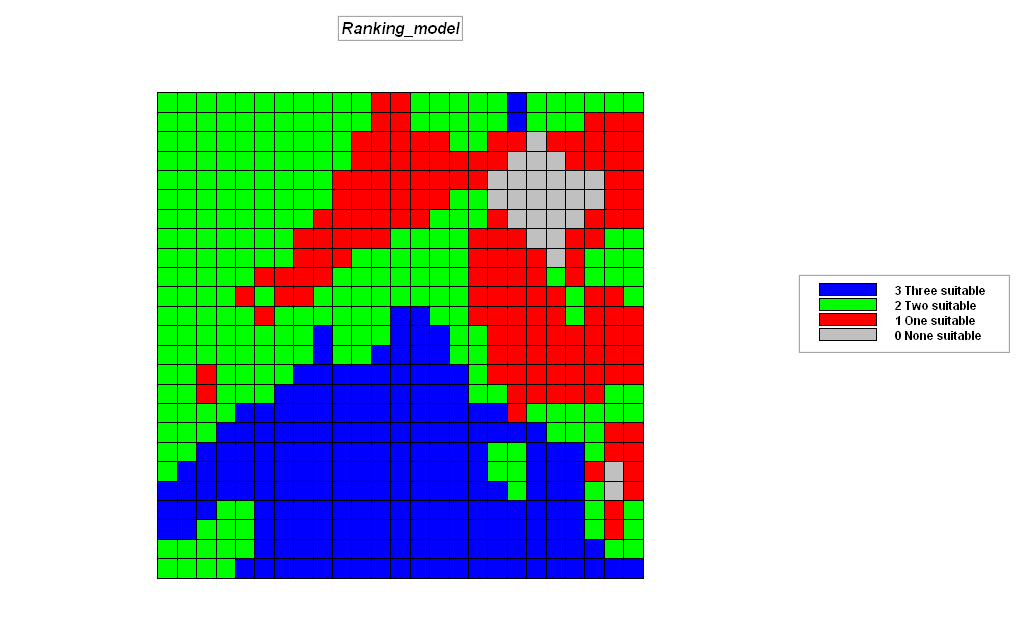 Ranking_model
3 Three suitable
2 Two suitable
1 One suitable
0 None suitable